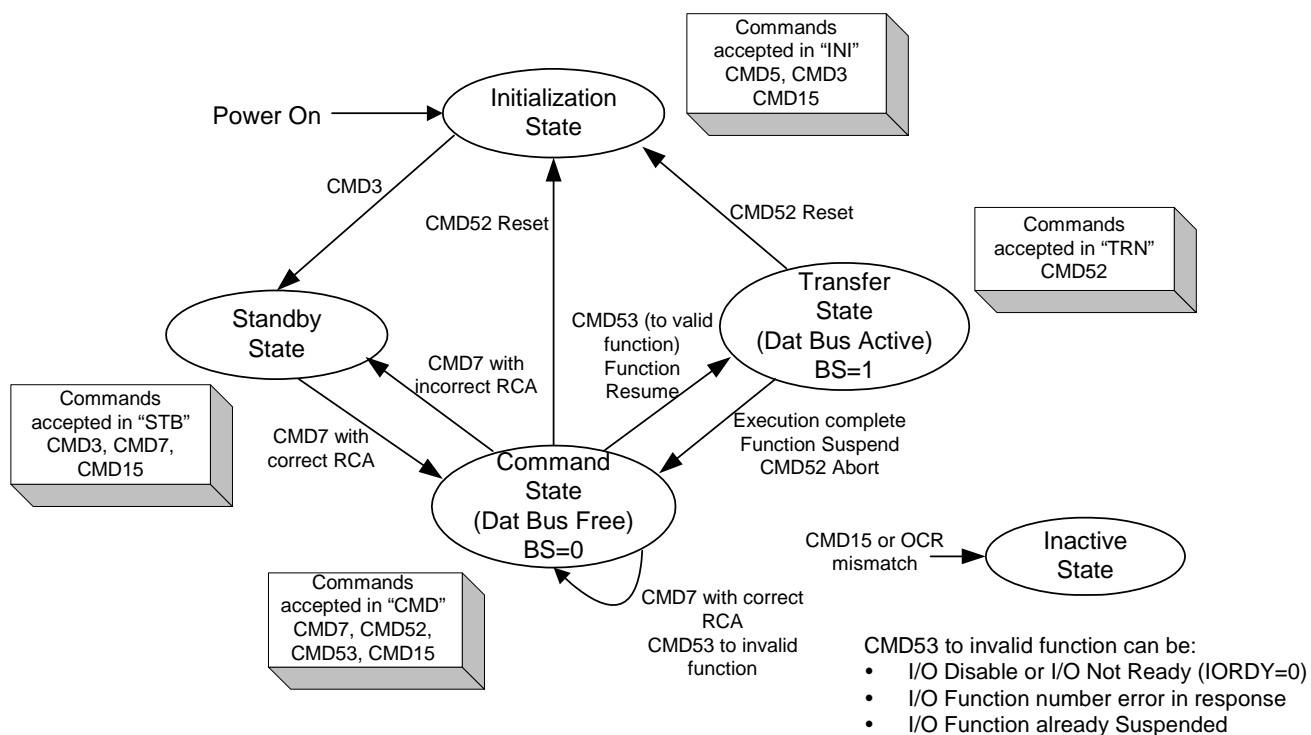 Commands
accepted in “INI”
CMD5, CMD3
CMD15
Power On
Initialization
State
CMD3
CMD52 Reset
CMD52 Reset
Commands
accepted in “TRN”
CMD52
Transfer
State
(Dat Bus Active)
BS=1
Standby
State
CMD53 (to valid
function)
Function
Resume
CMD7 with
incorrect RCA
Commands
accepted in “STB”
CMD3, CMD7,
CMD15
CMD7 with
correct RCA
Execution complete
Function Suspend
CMD52 Abort
Command
State
(Dat Bus Free)
BS=0
CMD15 or OCR
mismatch
Inactive
State
Commands
accepted in “CMD”
CMD7, CMD52,
CMD53, CMD15
CMD7 with correct
RCA
CMD53 to invalid
function
CMD53 to invalid function can be:
• I/O Disable or I/O Not Ready (IORDY=0)
• I/O Function number error in response
• I/O Function already Suspended